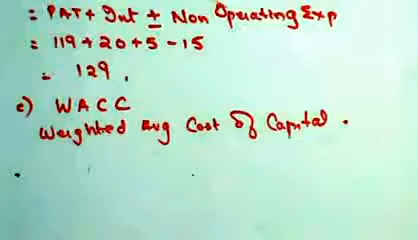 = PAT + Int ± Non Operating Exp
= 119 + 20 + 5 - 15
= 129.
e) WACC
Weighted Avg Cost Of Capital.